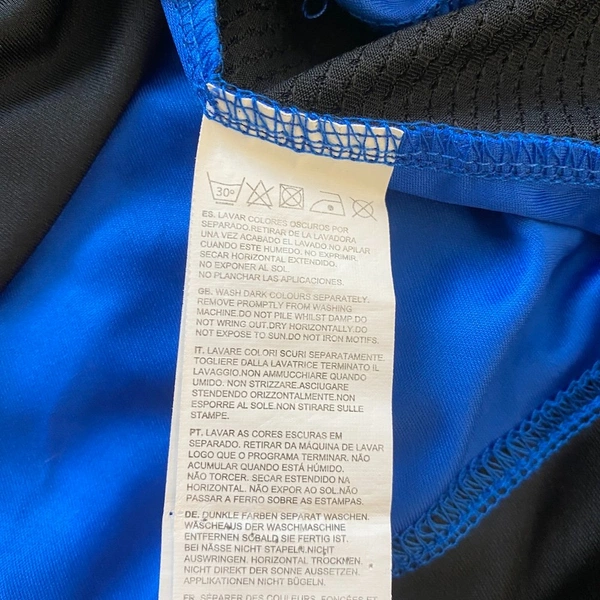 30°
ES. LAVAR COLORES OSCUROS POR
SEPARADO.RETIRAR DE LA LAVADORA
UNA VEZ ACABADO EL LAVADO NO APILAR
CUANDO ESTE HUMEDO. NO EXPRIMIR.
SECAR HORIZONTAL EXTENDIDO.
NO EXPONER AL SOL.
NO PLANCHAR LAS APLICACIONES.
GB. WASH DARK COLOURS SEPARATELY.
REMOVE PROMPTLY FROM WASHING
MACHINE.DO NOT PILE WHILST DAMP.DO
NOT WRING OUT.DRY HORIZONTALLY.DO
NOT EXPOSE TO SUN.DO NOT IRON MOTIFS.
IT. LAVARE COLORI SCURI SEPARATAMENTE.
TOGLIERE DALLA LAVATRICE TERMINATO IL
LAVAGGIO.NON AMMUCCHIARE QUANDO
UMIDO. NON STRIZZARE.ASCIUGARE
STENDENDO ORIZZONTALMENTE.NON
ESPORRE AL SOLE.NON STIRARE SULLE
STAMPE.
PT. LAVAR AS CORES ESCURAS EM
SEPARADO. RETIRAR DA MÁQUINA DE LAVAR
LOGO QUE O PROGRAMA TERMINAR. NÃO
ACUMULAR QUANDO ESTÁ HÚMIDO.
NÃO TORCER. SECAR ESTENDIDO NA
HORIZONTAL. NÃO EXPOR AO SOL.NÃO
PASSAR A FERRO SOBRE AS ESTAMPAS.
DE. DUNKLE FARBEN SEPARAT WASCHEN.
WÄSCHEAUS DER WASCHMASCHINE
ENTFERNEN SOBALD SIE FERTIG IST.
BEI NÄSSE NICHT STAPELN.NICHT
AUSWRINGEN. HORIZONTAL TROCKNEN.
NICHT DIREKT DER SONNE AUSSETZEN.
APPLIKATIONEN NICHT BÜGELN.
FR. SÉPARER DES COULEURS, FONCÉES ET